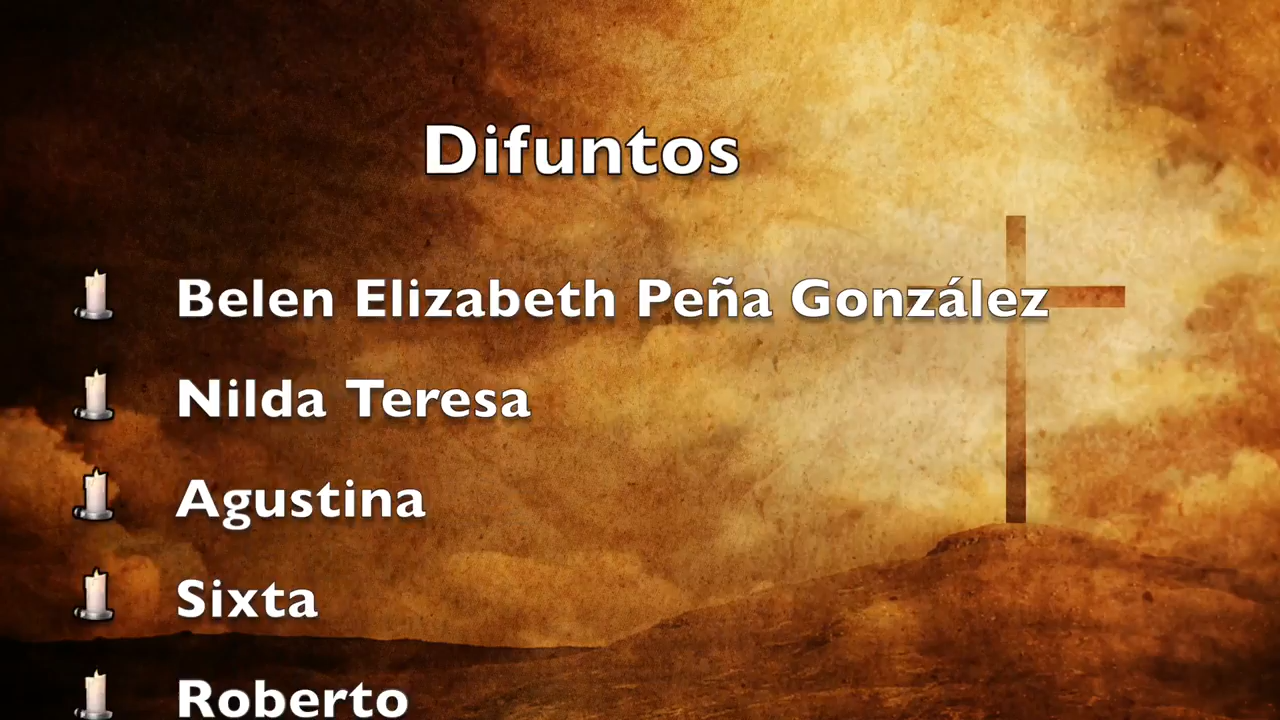 Difuntos
Belen Elizabeth Peña González
Nilda Teresa
Agustina
Sixta
Roberto